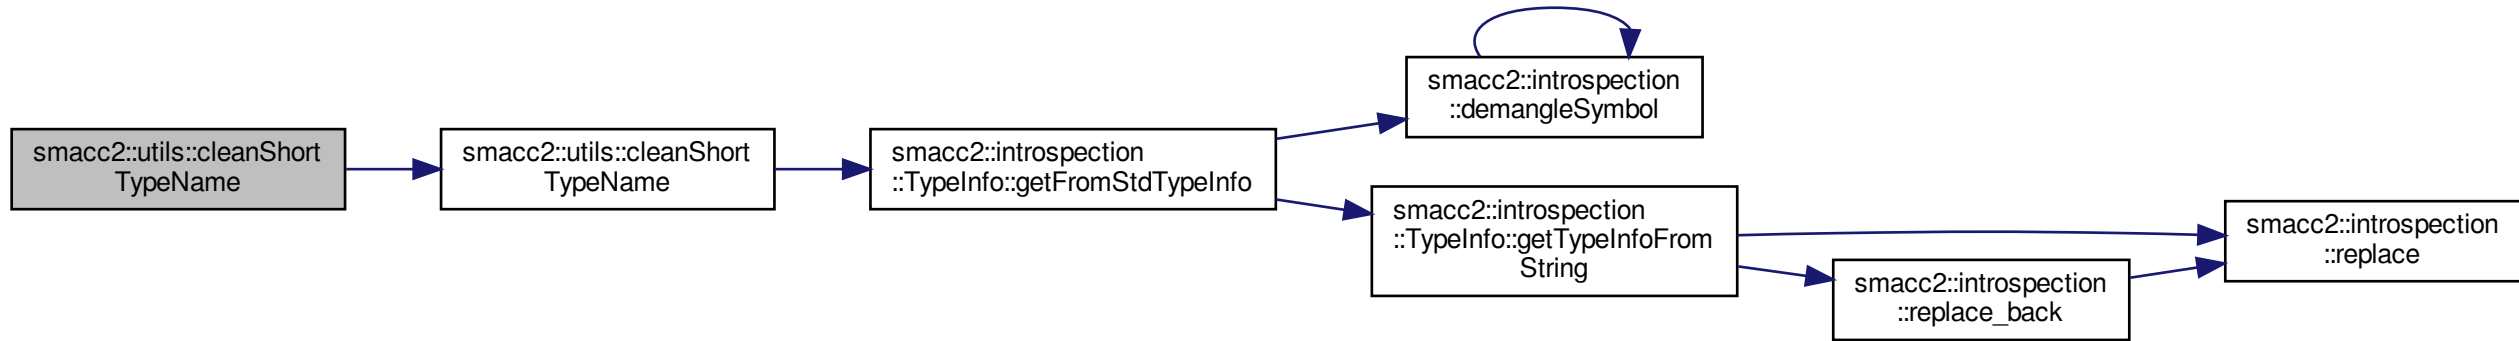 smacc2::utils::cleanShort
TypeName
smacc2::utils::cleanShort
TypeName
smacc2::introspection
::TypeInfo::getFromStdTypeInfo
smacc2::introspection
::demangleSymbol
smacc2::introspection
::TypeInfo::getTypeInfoFrom
String
smacc2::introspection
::replace_back
smacc2::introspection
::replace